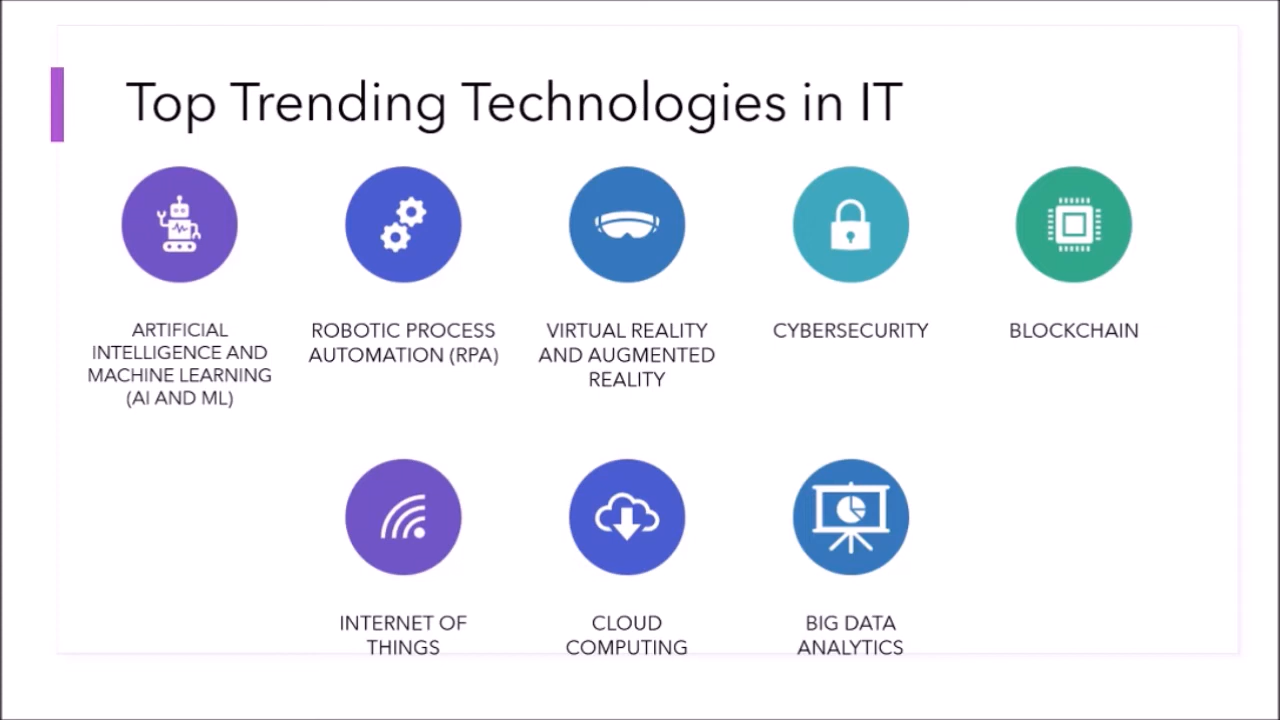 Top Trending Technologies in IT
ARTIFICIAL
INTELLIGENCE AND
MACHINE LEARNING
(AI AND ML)
ROBOTIC PROCESS
AUTOMATION (RPA)
VIRTUAL REALITY
AND AUGMENTED
REALITY
CYBERSECURITY
BLOCKCHAIN
INTERNET OF
THINGS
CLOUD
COMPUTING
BIG DATA
ANALYTICS